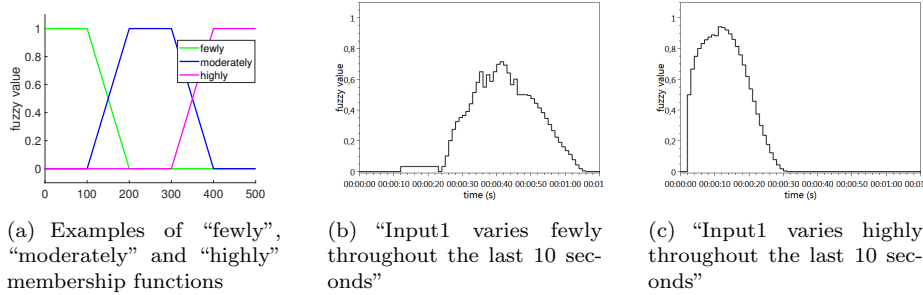 fuzzy value
1
0.8
0.6
0.4
0.2
0
0 100 200 300 400 500
fewly
moderately
highly
fuzzy value
1
0,8
0,6
0,4
0,2
0
00:00:00 00:00:10 00:00:20 00:00:30 00:00:40 00:00:50 00:01:00 00:01
time (s)
fuzzy value
1
0,8
0,6
0,4
0,2
0
00:00:00 00:00:10 00:00:20 00:00:30 00:00:40 00:00:50 00:01:00 00:01
time (s)
(a) Examples of “fewly”,
“moderately” and “highly”
membership functions
(b) “Input1 varies fewly
throughout the last 10 sec-
onds”
(c) “Input1 varies highly
throughout the last 10 sec-
onds”